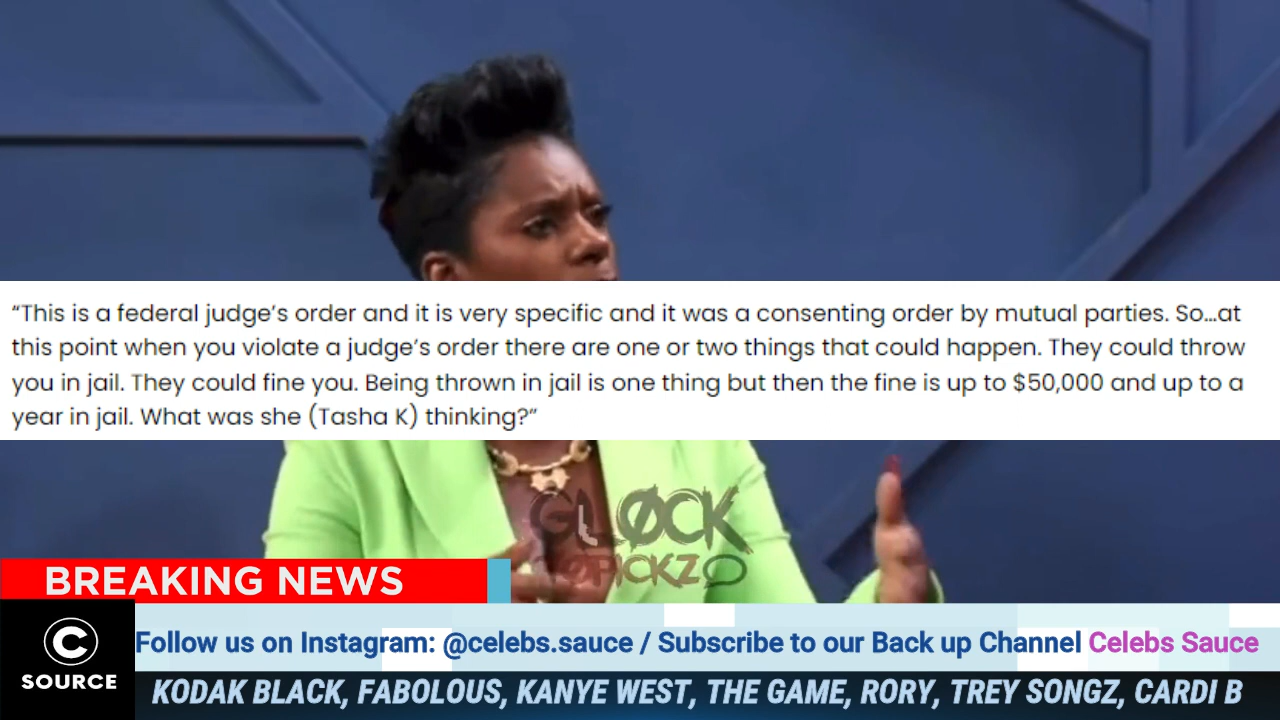 “This is a federal judge’s order and it is very specific and it was a consenting order by mutual parties. So…at
this point when you violate a judge’s order there are one or two things that could happen. They could throw
you in jail. They could fine you. Being thrown in jail is one thing but then the fine is up to $50,000 and up to a
year in jail. What was she (Tasha K) thinking?”
GLØCK
TØPICKZ
BREAKING NEWS
C
SOURCE
Follow us on Instagram: @celebs.sauce / Subscribe to our Back up Channel Celebs Sauce
KODAK BLACK, FABOLOUS, KANYE WEST, THE GAME, RORY, TREY SONGZ, CARDI B